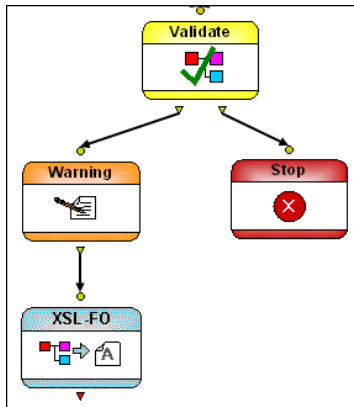 Validate
Warning
Stop
XSL-FO
A